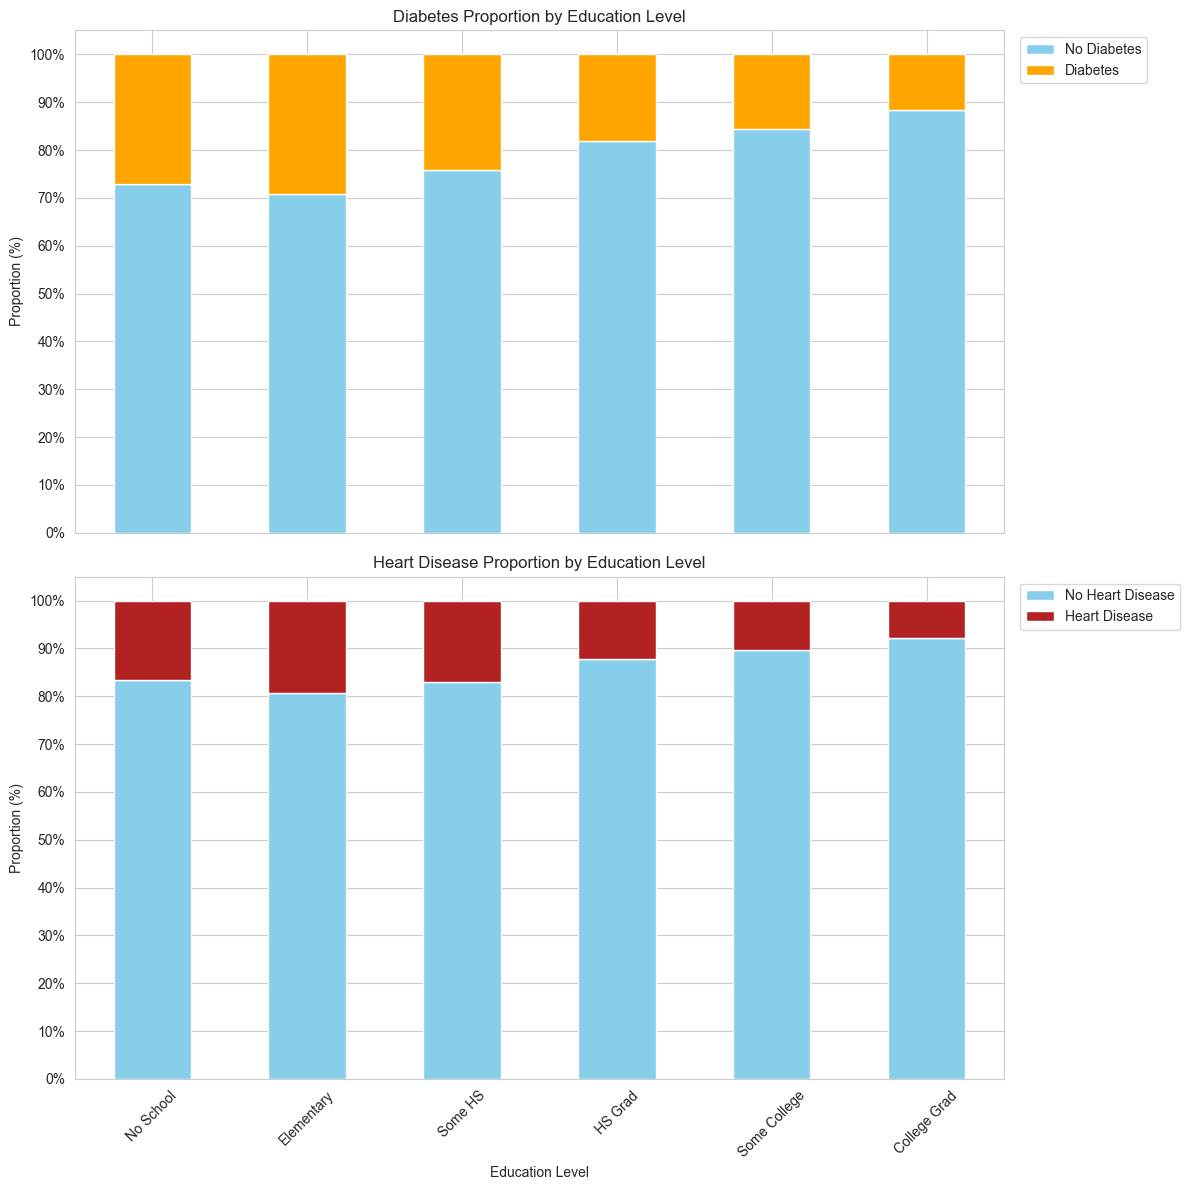 Diabetes Proportion by Education Level
No Diabetes
Diabetes
Proportion (%)
100%
90%
80%
70%
60%
50%
40%
30%
20%
10%
0%
Heart Disease Proportion by Education Level
No Heart Disease
Heart Disease
Proportion (%)
100%
90%
80%
70%
60%
50%
40%
30%
20%
10%
0%
No School
Elementary
Some HS
HS Grad
Some College
College Grad
Education Level